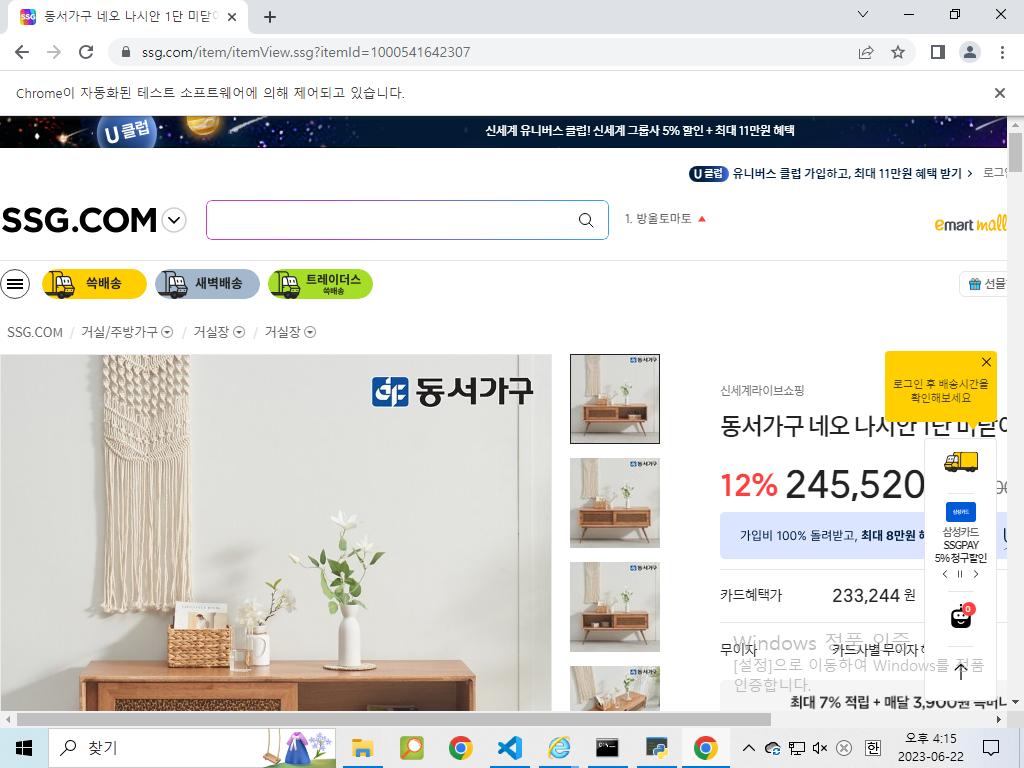 동서가구 네오 나시안 1단 미닫이
ssg.com/item/itemView.ssg?itemId=1000541642307
Chrome이 자동화된 테스트 소프트웨어에 의해 제어되고 있습니다.
U 클럽
신세계 유니버스 클럽! 신세계 그룹사 5% 할인 + 최대 11만원 혜택
U 클럽 유니버스 클럽 가입하고, 최대 11만원 혜택 받기 > 로그인
SSG.COM
1. 방울토마토
emart mall
쓱배송
새벽배송
트레이더스
쓱배송
선물
SSG.COM / 거실/주방가구 / 거실장 / 거실장
동서가구
신세계라이브쇼핑
로그인 후 배송시간을
확인해보세요
동서가구 네오 나시안 1단 미닫이
12% 245,520
가입비 100% 돌려받고, 최대 8만원
삼성카드
삼성카드
SSGPAY
5% 청구할인
카드혜택가 233,244 원
0
무이자 카드사별 무이자
Windows 정품 인증
[설정]으로 이동하여 Windows를 정품
인증합니다.
최대 7% 적립 + 매달 3,900원
찾기
한
오후 4:15
2023-06-22